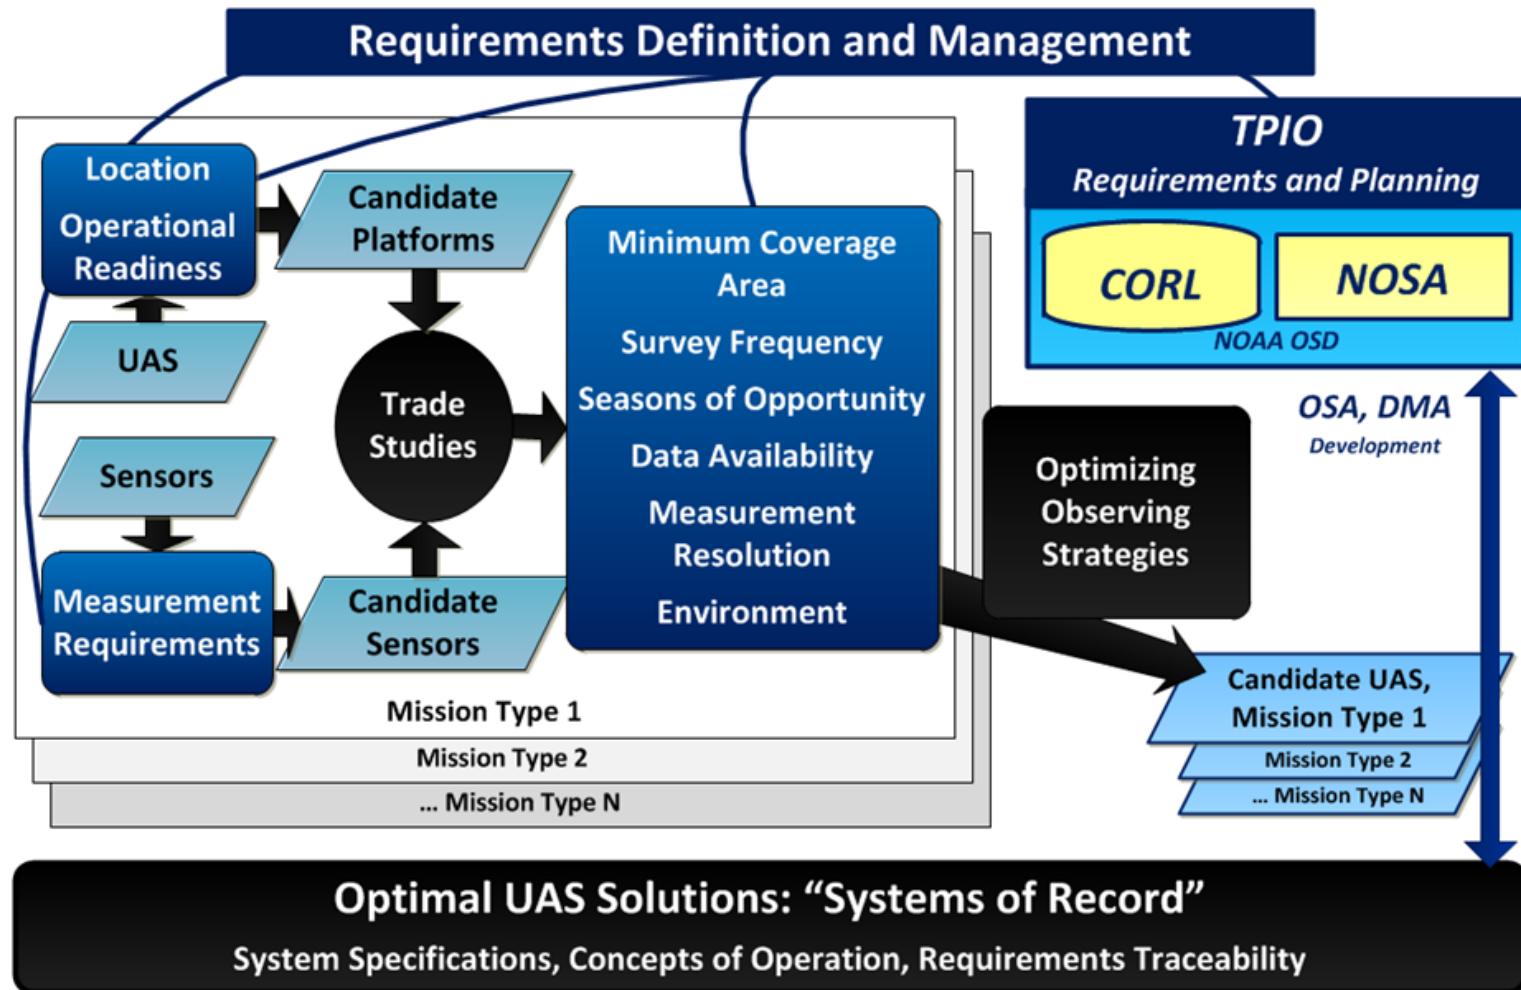 Requirements Definition and Management
Location
Operational
Readiness
UAS
Sensors
Measurement
Requirements
Candidate
Platforms
Trade
Studies
Candidate
Sensors
Minimum Coverage
Area
Survey Frequency
Seasons of Opportunity
Data Availability
Measurement
Resolution
Environment
Mission Type 1
Mission Type 2
... Mission Type N
TPIO
Requirements and Planning
CORL
NOSA
NOAA OSD
OSA, DMA
Development
Optimizing
Observing
Strategies
Candidate UAS,
Mission Type 1
Mission Type 2
... Mission Type N
Optimal UAS Solutions: “Systems of Record”
System Specifications, Concepts of Operation, Requirements Traceability